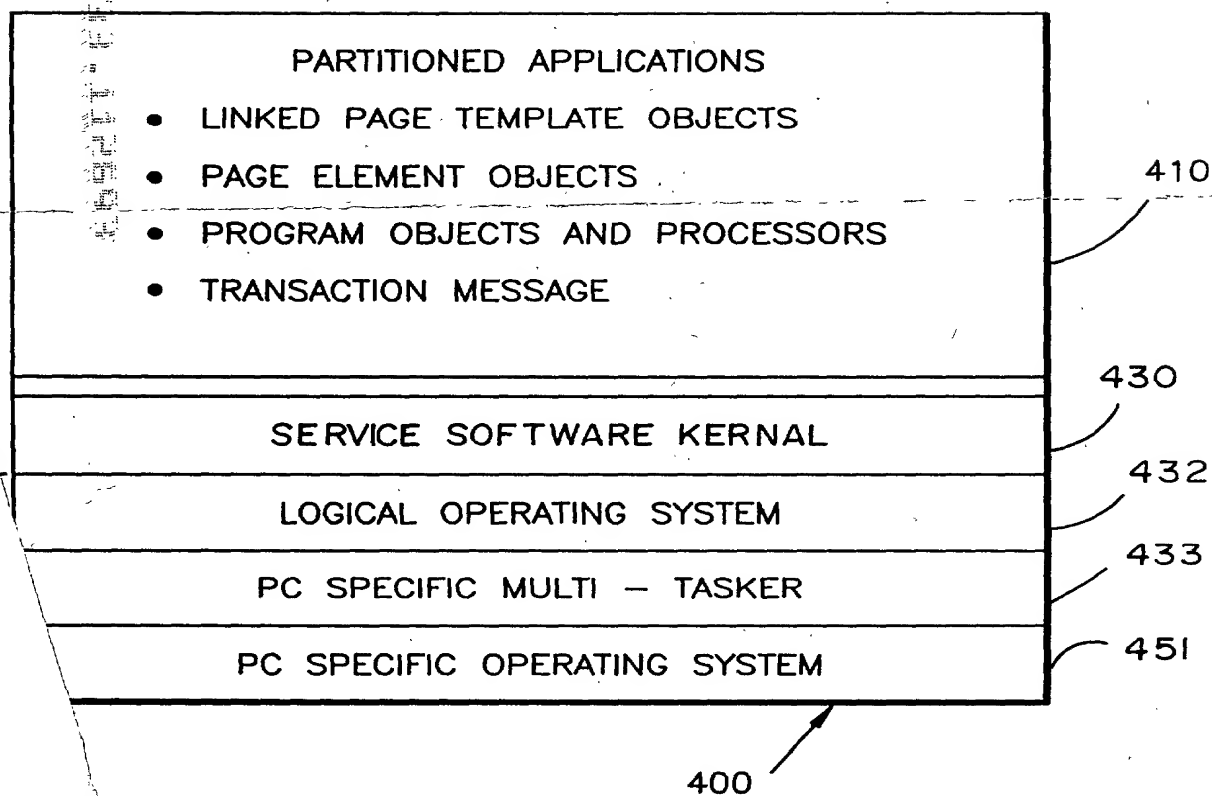 PARTITIONED APPLICATIONS
• LINKED PAGE TEMPLATE OBJECTS
• PAGE ELEMENT OBJECTS
410
• PROGRAM OBJECTS AND PROCESSORS
• TRANSACTION MESSAGE
430
SERVICE SOFTWARE KERNAL
432
LOGICAL OPERATING SYSTEM
433
PC SPECIFIC MULTI – TASKER
451
PC SPECIFIC OPERATING SYSTEM
400